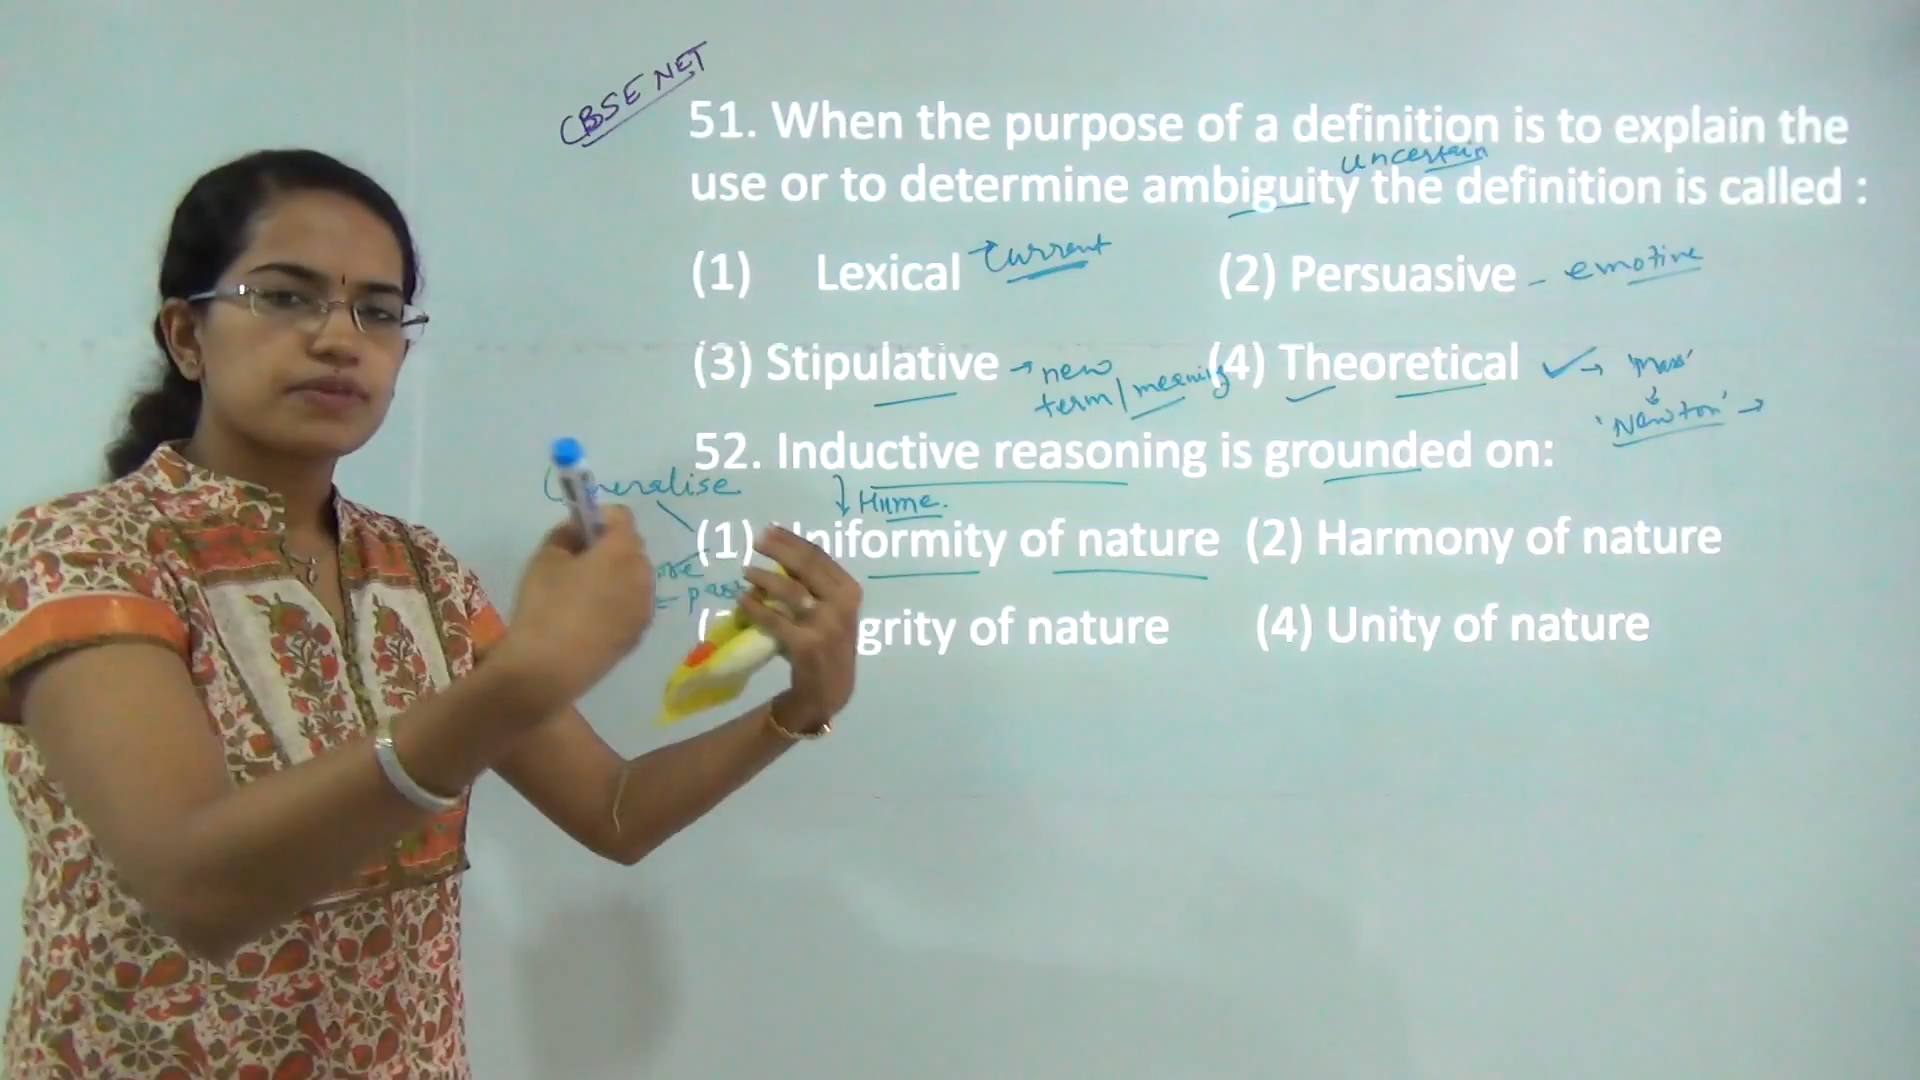 CBSE NET
51. When the purpose of a definition is to explain the
uncertain
use or to determine ambiguity the definition is called :
(1) Lexical → Current (2) Persuasive - emotive
(3) Stipulative → new term / meaning (4) Theoretical ✓ → 'Mass'
'Newton' →
52. Inductive reasoning is grounded on:
Generalise
↓ Hume.
(1) Uniformity of nature (2) Harmony of nature
= past
grity of nature (4) Unity of nature